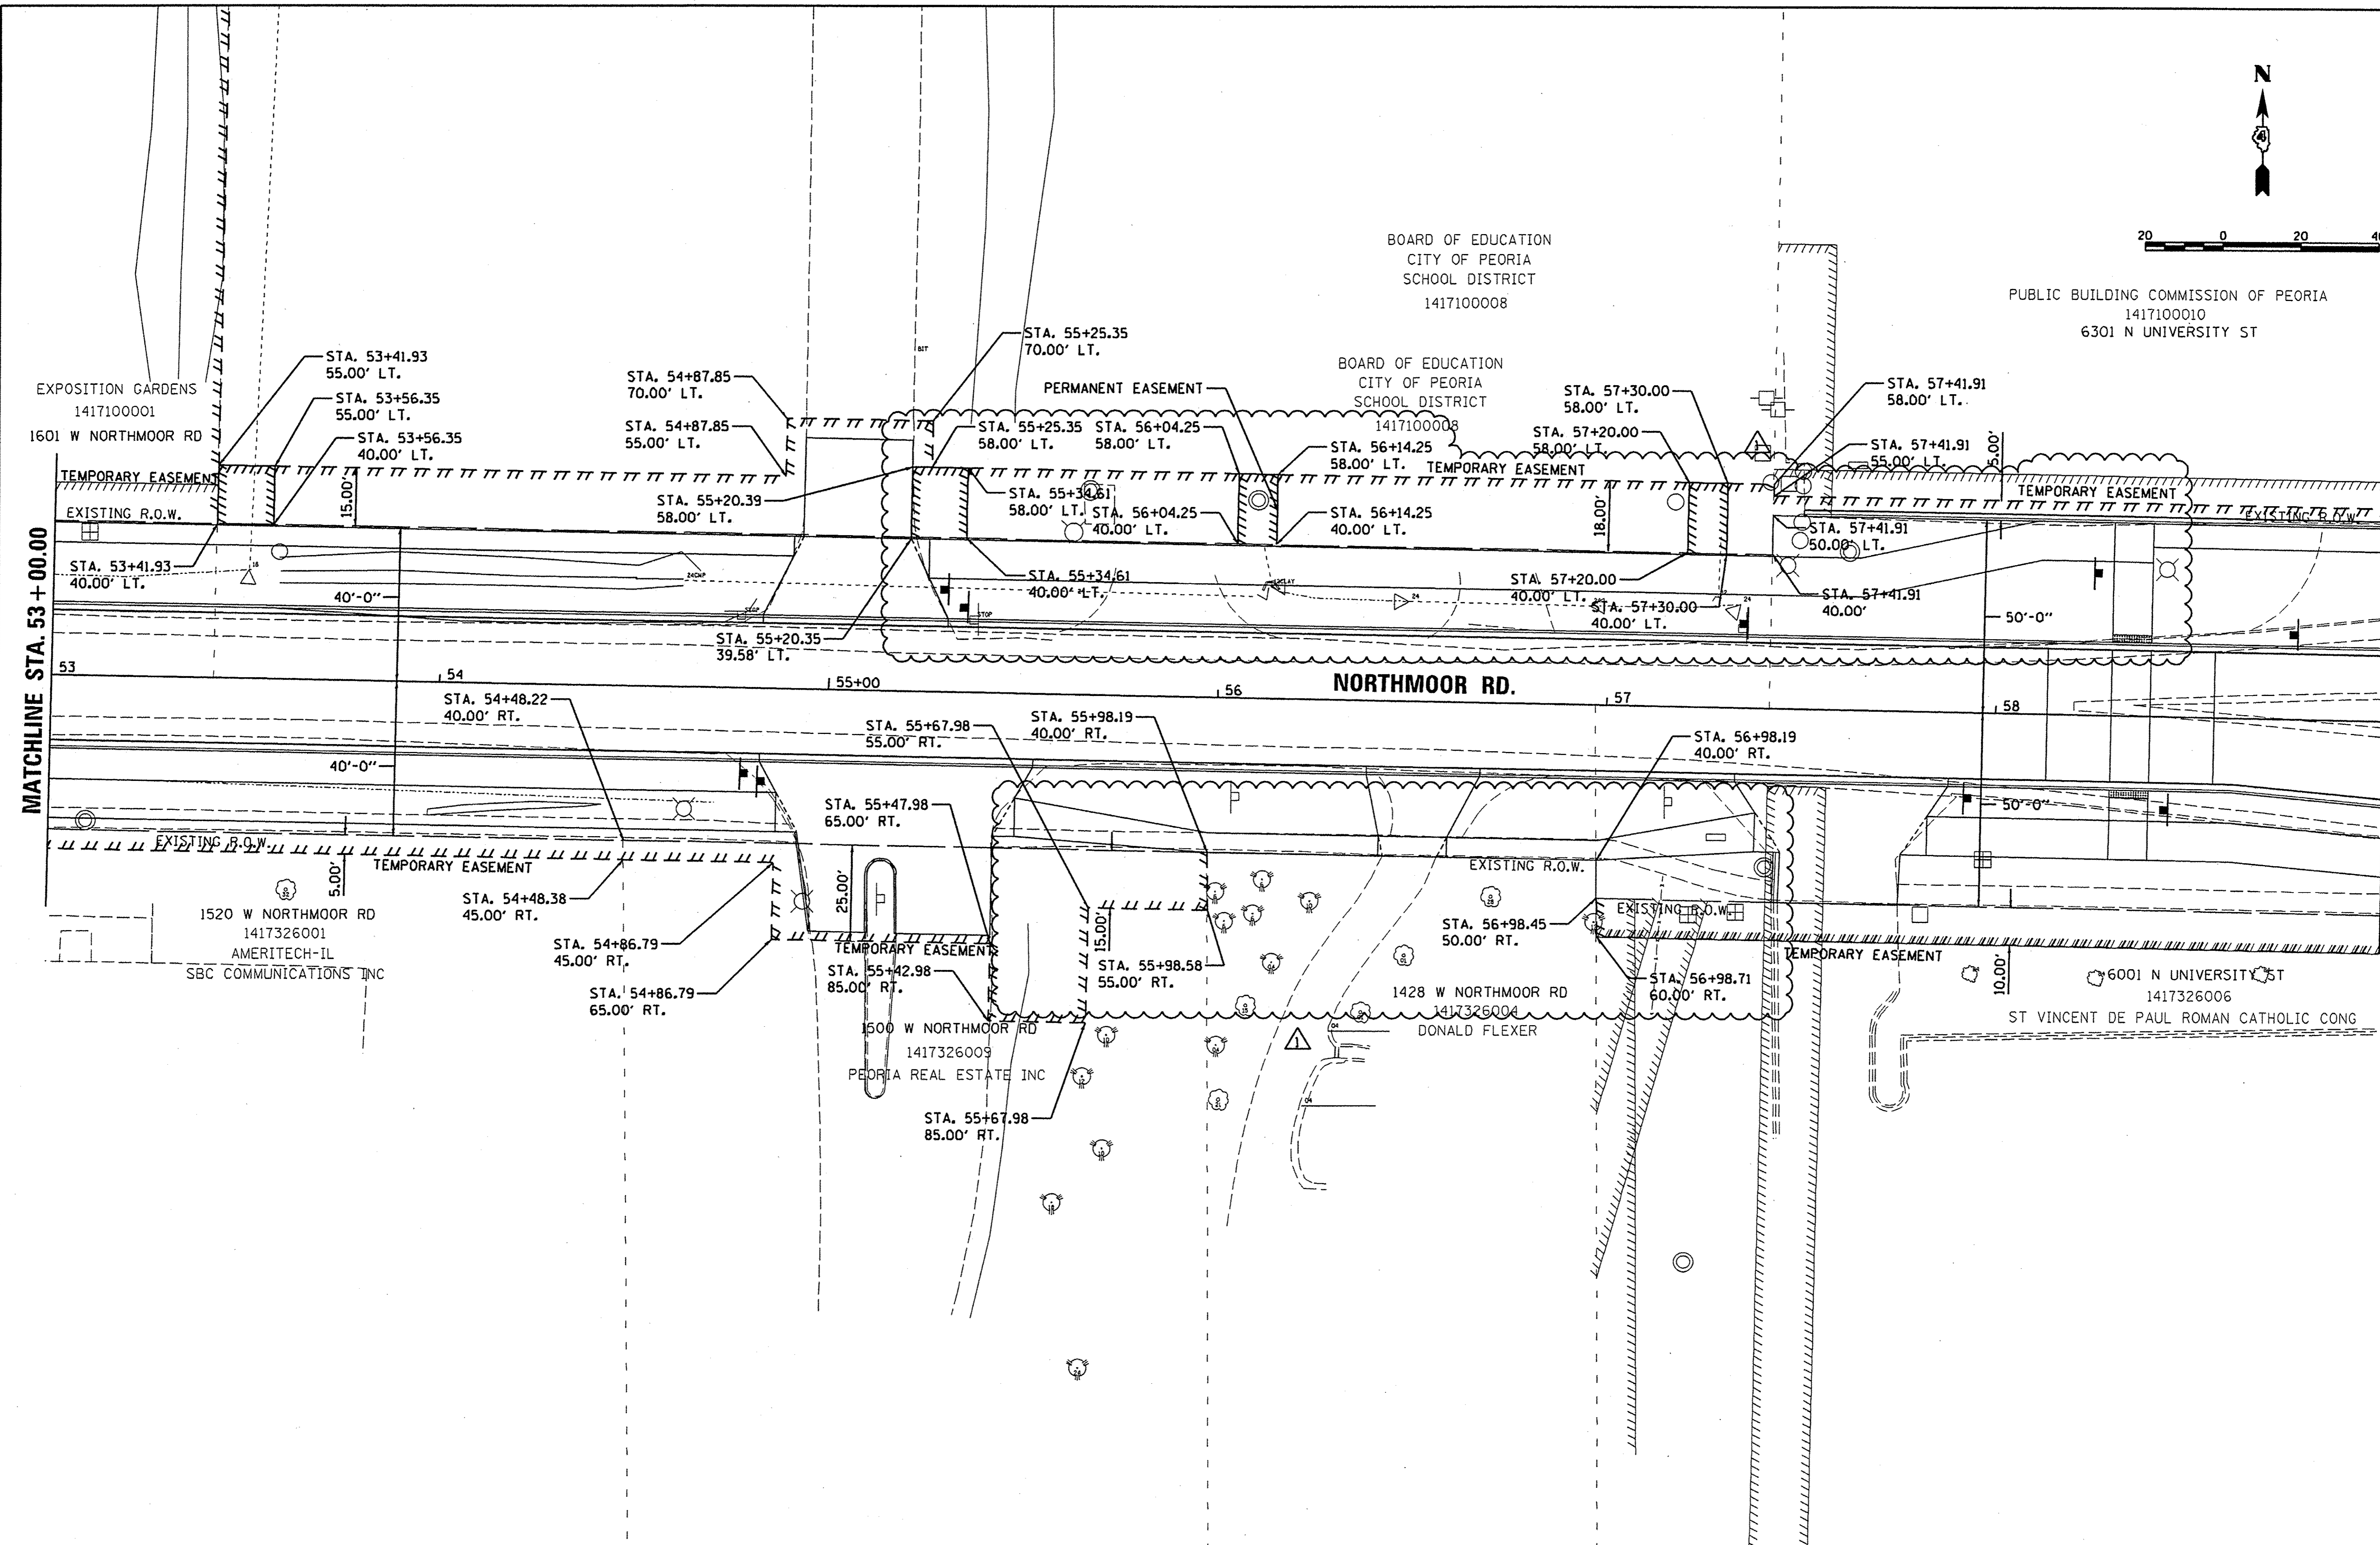 N
4
20 0 20
BOARD OF EDUCATION
CITY OF PEORIA
SCHOOL DISTRICT
1417100008
PUBLIC BUILDING COMMISSION OF PEORIA
1417100010
6301 N UNIVERSITY ST
STA. 55+25.35
70.00' LT.
BIT
STA. 53+41.93
55.00' LT.
BOARD OF EDUCATION
CITY OF PEORIA
SCHOOL DISTRICT
1417100008
EXPOSITION GARDENS
1417100001
1601 W NORTHMOOR RD
STA. 53+56.35
55.00' LT.
STA. 54+87.85
70.00' LT.
PERMANENT EASEMENT
STA. 57+30.00
58.00' LT.
STA. 57+41.91
58.00' LT.
STA. 53+56.35
40.00' LT.
STA. 54+87.85
55.00' LT.
STA. 55+25.35
58.00' LT.
STA. 56+04.25
58.00' LT.
STA. 56+14.25
58.00' LT.
STA. 57+20.00
58.00' LT.
1
STA. 57+41.91
55.00' LT.
5.00'
TEMPORARY EASEMENT
TEMPORARY EASEMENT
TEMPORARY EASEMENT
EXISTING R.O.W.
15.00'
STA. 55+20.39
58.00' LT.
STA. 55+34.61
58.00' LT.
STA. 56+04.25
40.00' LT.
STA. 56+14.25
40.00' LT.
18.00'
EXISTING R.O.W.
STA. 57+41.91
50.00' LT.
STA. 53+41.93
40.00' LT.
16
24CMP
40'-0"
STOP
STOP
STA. 55+34.61
40.00' LT.
24
STA. 57+20.00
40.00' LT.
STA. 57+30.00
40.00' LT.
24
STA. 57+41.91
40.00'
50'-0"
STA. 55+20.35
39.58' LT.
MATCHLINE STA. 53+00.00
53
54
55+00
56
NORTHMOOR RD.
57
58
STA. 54+48.22
40.00' RT.
STA. 55+67.98
55.00' RT.
STA. 55+98.19
40.00' RT.
STA. 56+98.19
40.00' RT.
40'-0"
50'-0"
STA. 55+47.98
65.00' RT.
EXISTING R.O.W.
TEMPORARY EASEMENT
5.00'
25.00'
EXISTING R.O.W.
STA. 54+48.38
45.00' RT.
1520 W NORTHMOOR RD
1417326001
AMERITECH-IL
SBC COMMUNICATIONS INC
STA. 54+86.79
45.00' RT.
STA. 54+86.79
65.00' RT.
TEMPORARY EASEMENT
STA. 55+42.98
85.00' RT.
15.00'
STA. 55+98.58
55.00' RT.
STA. 56+98.45
50.00' RT.
EXISTING R.O.W.
STA. 56+98.71
60.00' RT.
TEMPORARY EASEMENT
10.00'
1500 W NORTHMOOR RD
1417326009
PEORIA REAL ESTATE INC
1428 W NORTHMOOR RD
1417326004
DONALD FLEXER
6001 N UNIVERSITY ST
1417326006
ST VINCENT DE PAUL ROMAN CATHOLIC CONG
1
04
04
STA. 55+67.98
85.00' RT.